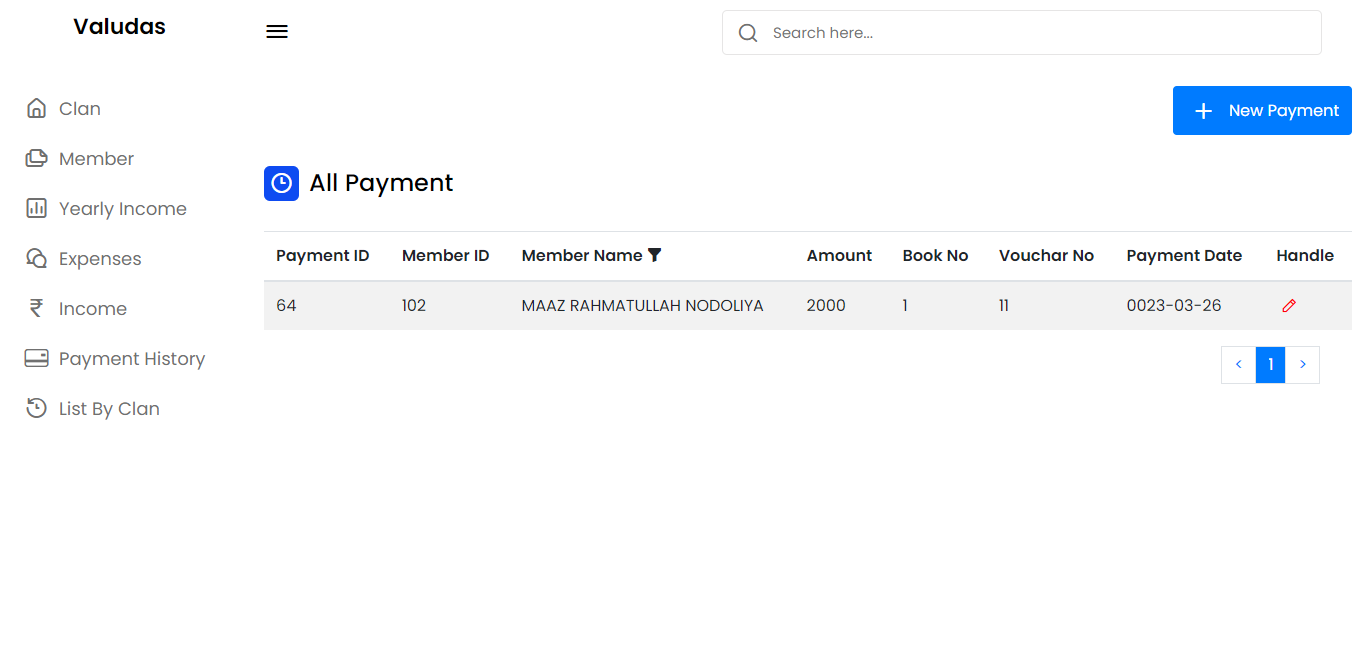 Valudas
Search here...
Clan
Member
Yearly Income
Expenses
Income
Payment History
List By Clan
New Payment
All Payment
Payment ID Member ID Member Name Amount Book No Vouchar No Payment Date Handle
64 102 MAAZ RAHMATULLAH NODOLIYA 2000 1 11 0023-03-26
< 1 >